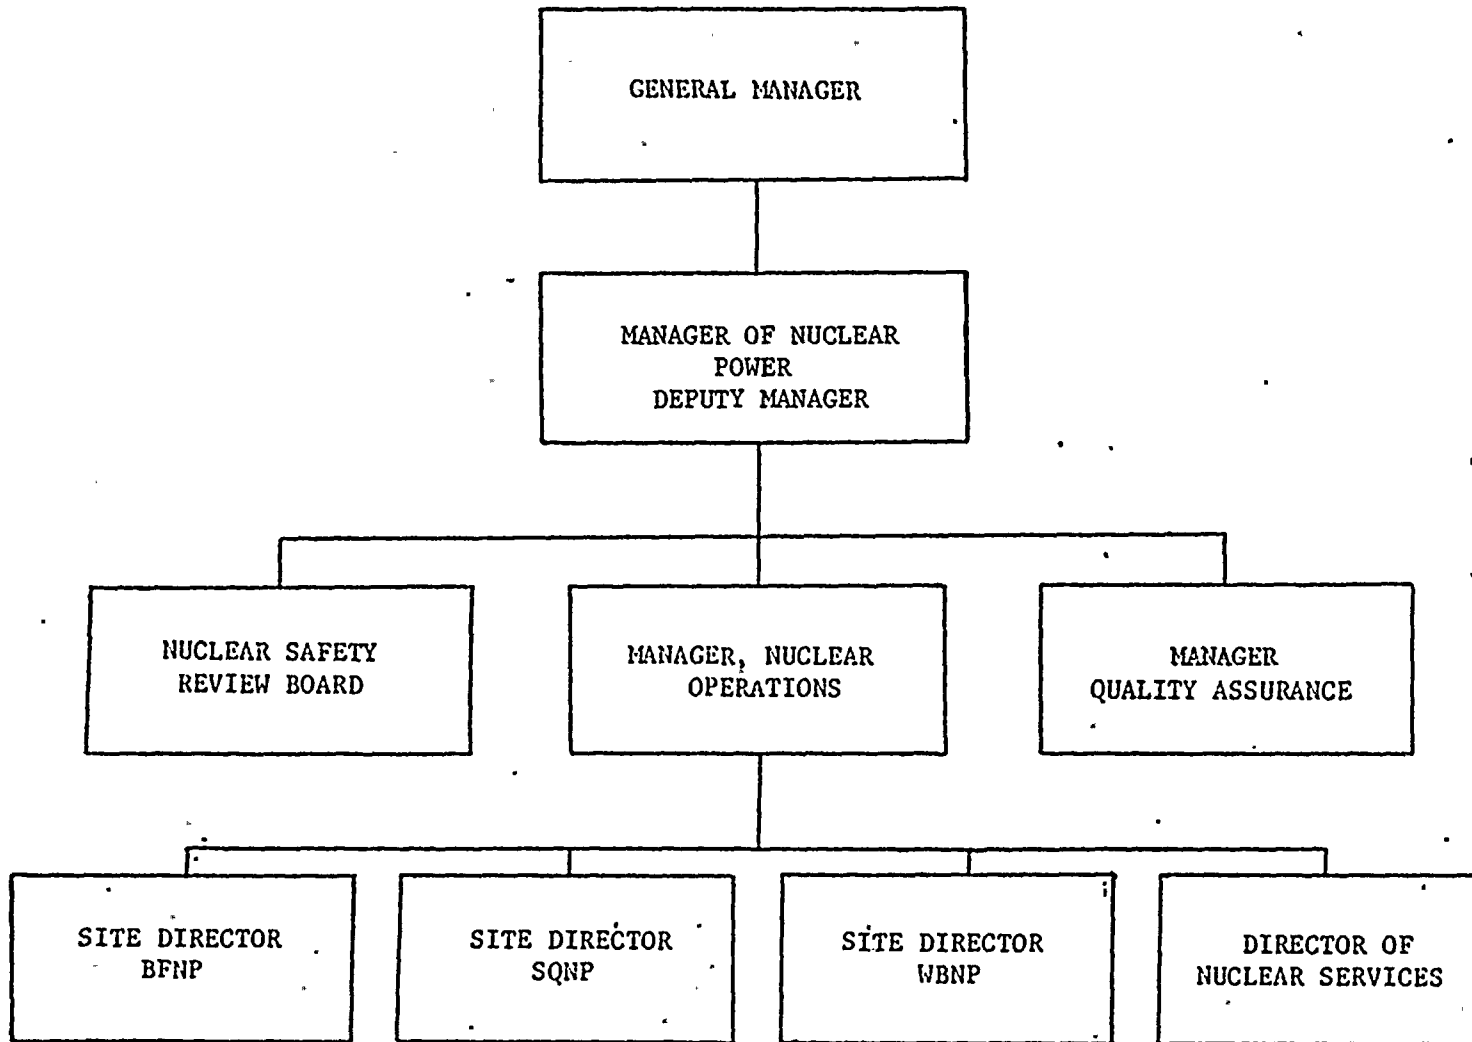 GENERAL MANAGER
MANAGER OF NUCLEAR
POWER
DEPUTY MANAGER
NUCLEAR SAFETY
REVIEW BOARD
MANAGER, NUCLEAR
OPERATIONS
MANAGER
QUALITY ASSURANCE
SITE DIRECTOR
BFNP
SITE DIRECTOR
SQNP
SITE DIRECTOR
WBNP
DIRECTOR OF
NUCLEAR SERVICES